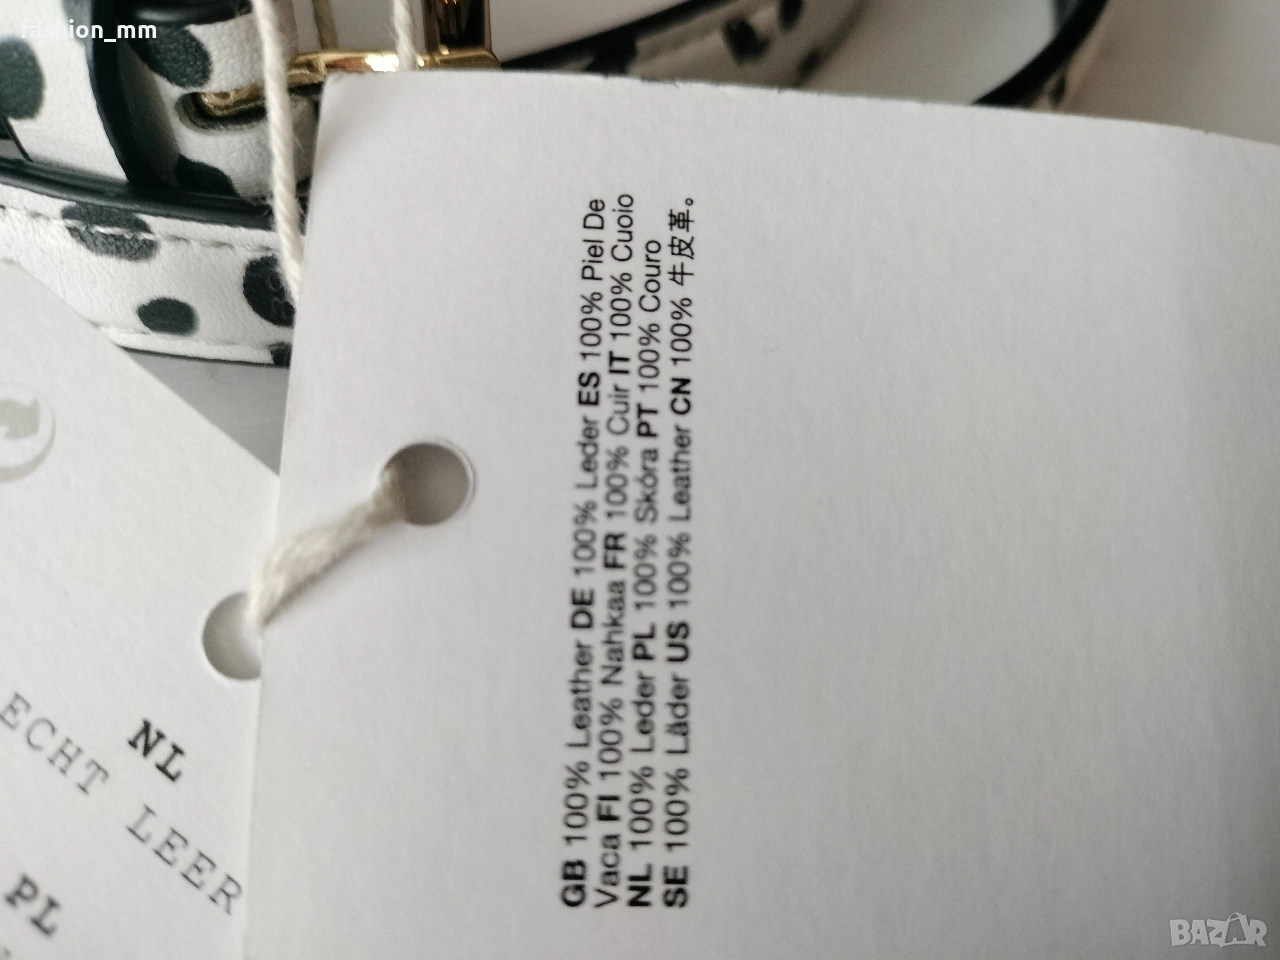 fashion_mm
GB 100% Leather DE 100% Leder ES 100% Piel De
Vaca FI 100% Nahkaa FR 100% Cuir IT 100% Cuoio
NL 100% Leder PL 100% Skóra PT 100% Couro
SE 100% Läder US 100% Leather CN 100% 牛皮革。
NL
ECHT LEER
PL
BAZAR